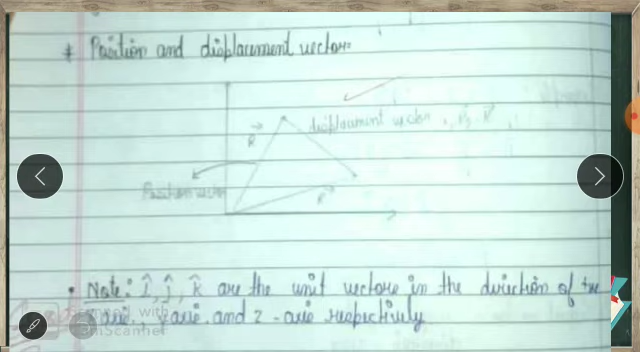 * Position and displacement vector:
displacement vector
R
Position vector
r
• Note: î, ĵ, k̂ are the unit vectors in the direction of +ve
axis and z-axis respectively